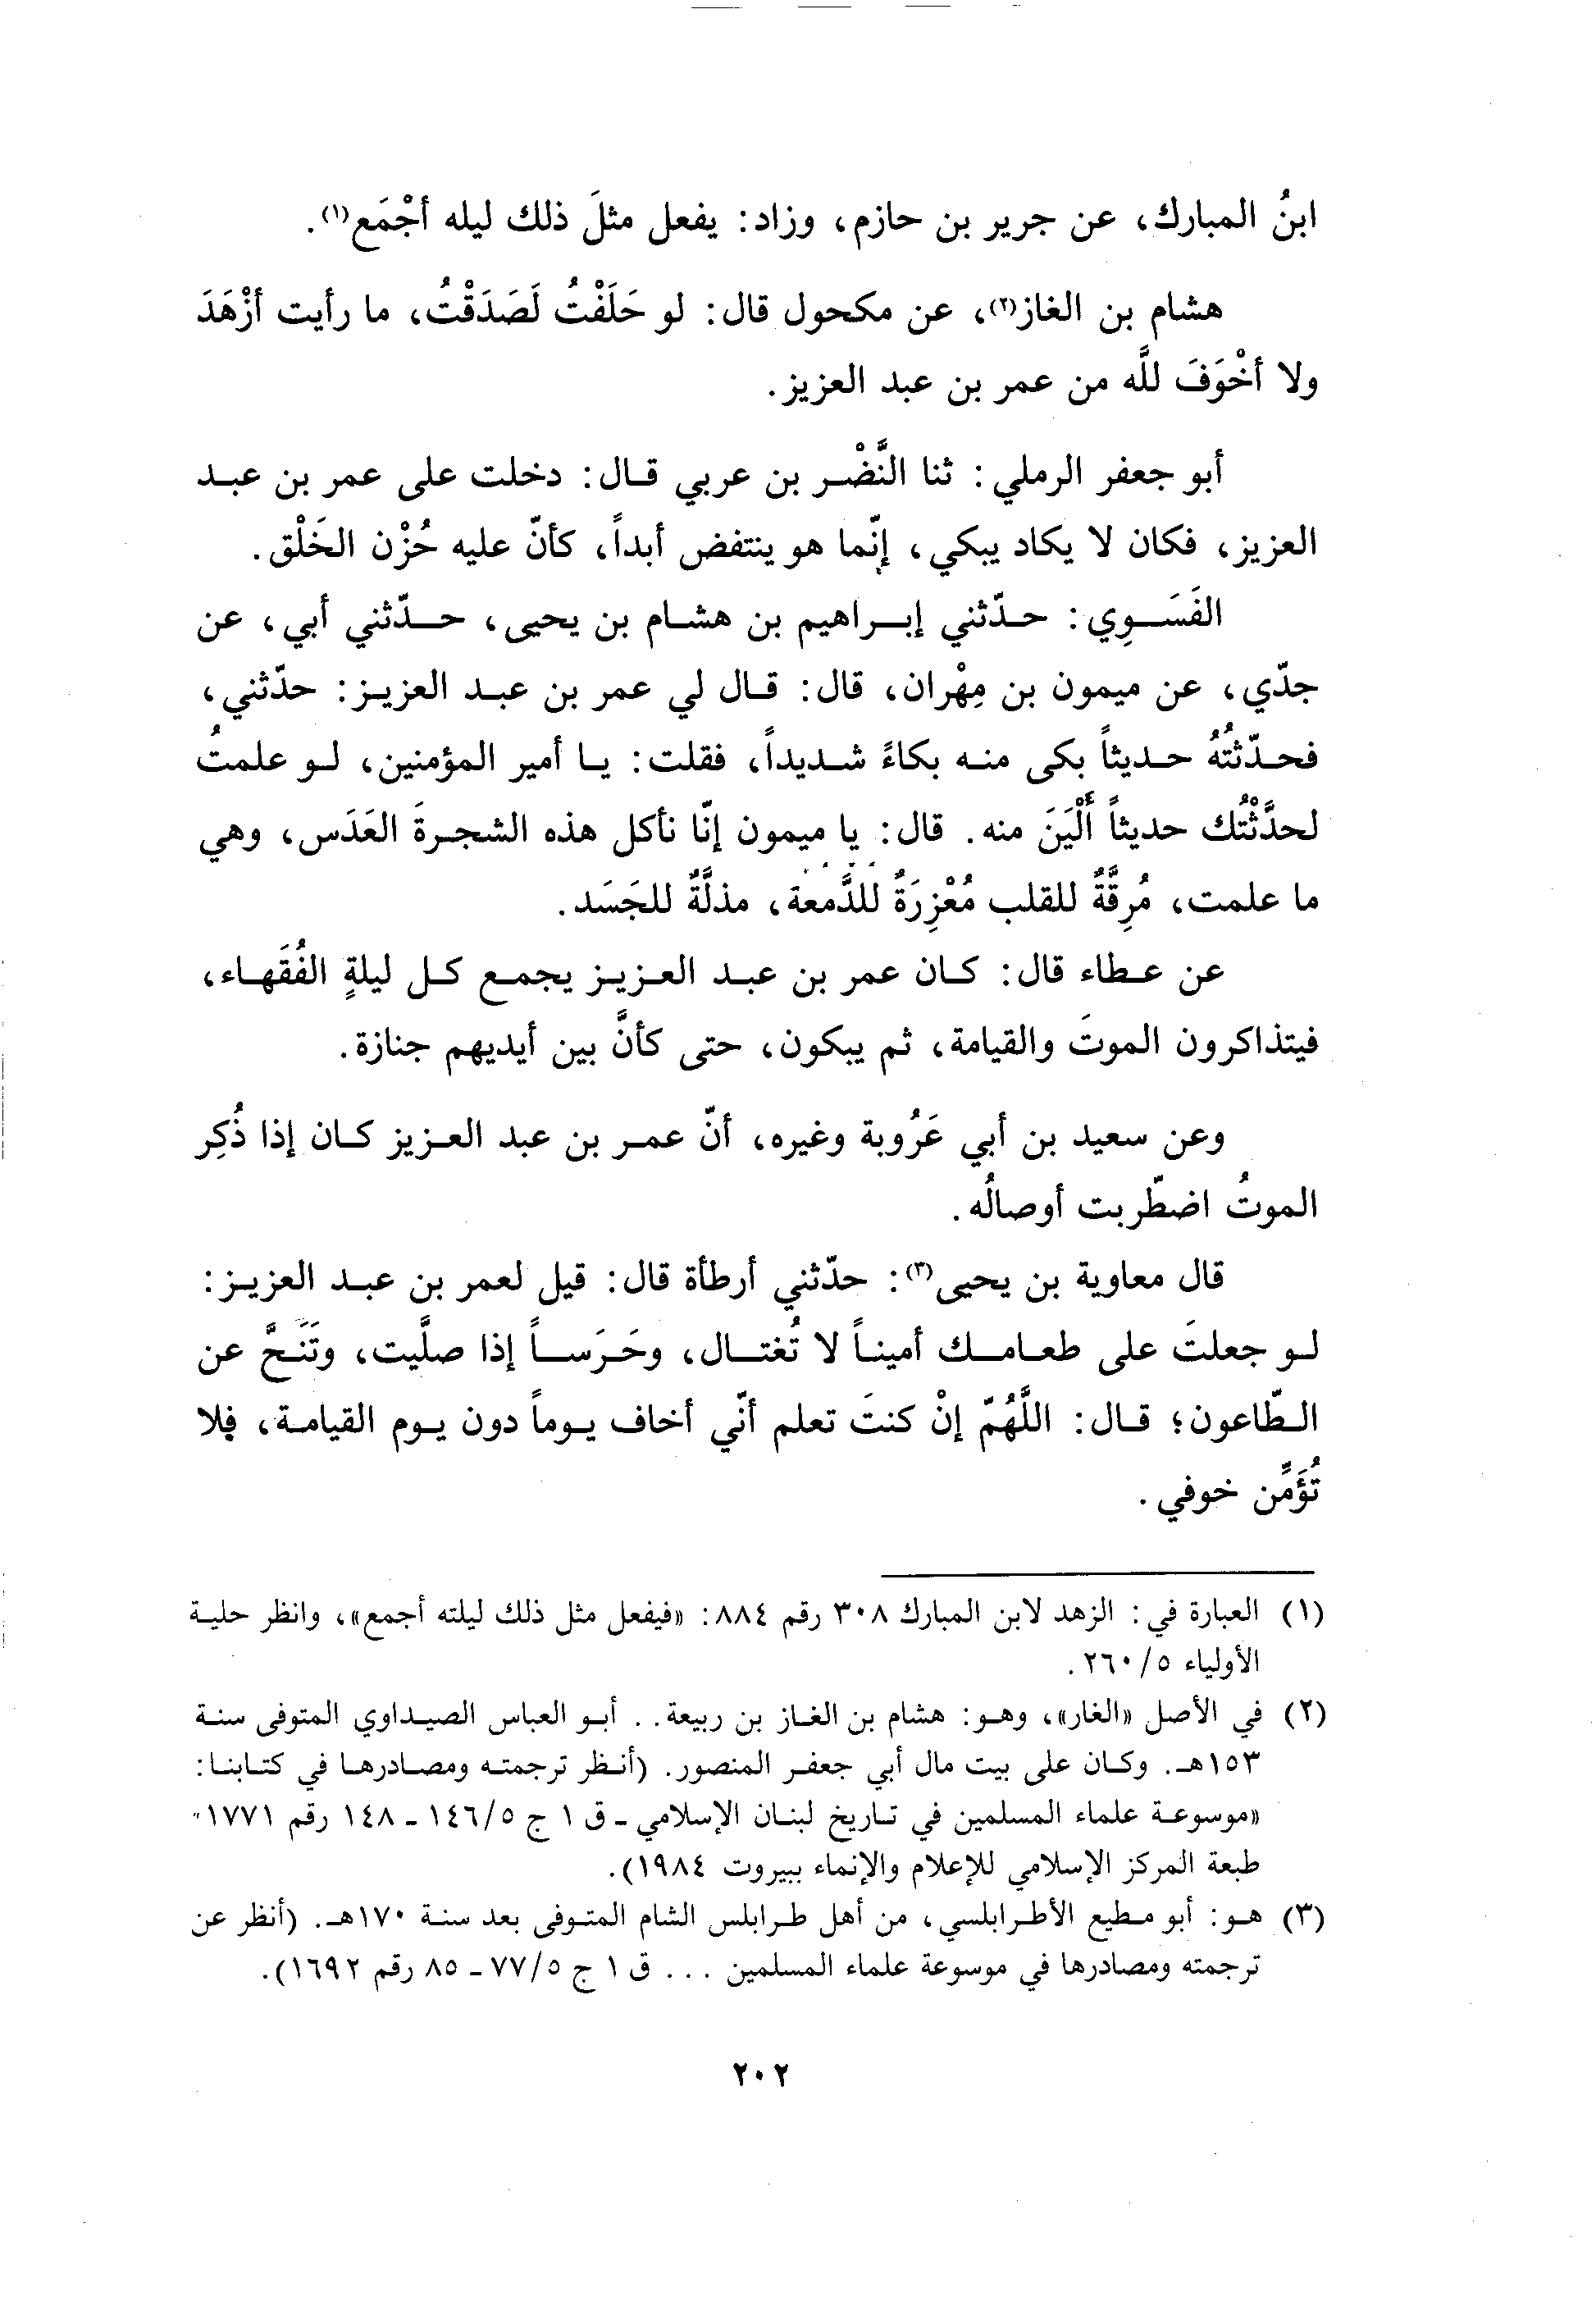 ابنُ المبارك، عن جرير بن حازم، وزاد: يفعل مثلَ ذلك ليله أجْمَع(١).
هشام بن الغاز(٢)، عن مكحول قال: لو حَلَفْتُ لَصَدَقْتُ، ما رأيت أزْهَدَ
ولا أخْوَفَ للَّه من عمر بن عبد العزيز.
أبو جعفر الرملي: ثنا النَّضْر بن عربي قال: دخلت على عمر بن عبد
العزيز، فكان لا يكاد يبكي، إنّما هو ينتفض أبداً، كأنّ عليه حُزْن الخَلْق.
الفَسَوِي: حدّثني إبراهيم بن هشام بن يحيى، حدّثني أبي، عن
جدّي، عن ميمون بن مِهْران، قال: قال لي عمر بن عبد العزيز: حدّثني،
فحدّثتُهُ حديثاً بكى منه بكاءً شديداً، فقلت: يا أمير المؤمنين، لو علمتُ
لحدَّثْتُك حديثاً أَلْيَنَ منه. قال: يا ميمون إنّا نأكل هذه الشجرةَ العَدَس، وهي
ما علمت، مُرِقَّةٌ للقلب مُغْزِرَةٌ للدَّمعة، مذلَّةٌ للجَسَد.
عن عطاء قال: كان عمر بن عبد العزيز يجمع كل ليلةٍ الفُقَهاء،
فيتذاكرون الموتَ والقيامة، ثم يبكون، حتى كأنَّ بين أيديهم جنازة.
وعن سعيد بن أبي عَرُوبة وغيره، أنّ عمر بن عبد العزيز كان إذا ذُكِر
الموتُ اضطّربت أوصالُه.
قال معاوية بن يحيى(٣): حدّثني أرطأة قال: قيل لعمر بن عبد العزيز:
لو جعلتَ على طعامك أميناً لا تُغتال، وحَرَساً إذا صلَّيت، وتَنَحَّ عن
الطّاعون؛ قال: اللَّهُمّ إنْ كنتَ تعلم أنّي أخاف يوماً دون يوم القيامة، فلا
تُؤَمِّن خوفي.
(١) العبارة في: الزهد لابن المبارك ٣٠٨ رقم ٨٨٤: «فيفعل مثل ذلك ليلته أجمع»، وانظر حلية
الأولياء ٥/٢٦٠.
(٢) في الأصل «الغار»، وهو: هشام بن الغاز بن ربيعة.. أبو العباس الصيداوي المتوفى سنة
١٥٣هـ. وكان على بيت مال أبي جعفر المنصور. (أنظر ترجمته ومصادرها في كتابنا:
«موسوعة علماء المسلمين في تاريخ لبنان الإسلامي - ق ١ ج ٥/١٤٦ - ١٤٨ رقم ١٧٧١"
طبعة المركز الإسلامي للإعلام والإنماء ببيروت ١٩٨٤).
(٣) هو: أبو مطيع الأطرابلسي، من أهل طرابلس الشام المتوفى بعد سنة ١٧٠هـ. (أنظر عن
ترجمته ومصادرها في موسوعة علماء المسلمين ... ق ١ ج ٥/٧٧ - ٨٥ رقم ١٦٩٢).
٢٠٢